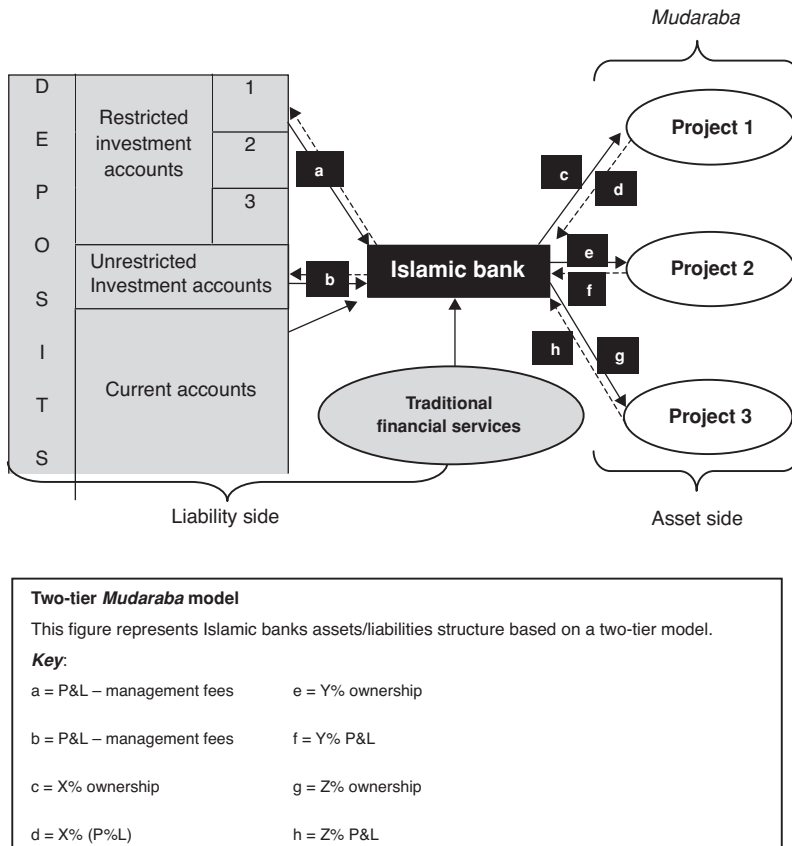 Mudaraba
D
E
P
O
S
I
T
S
Restricted
investment
accounts
1
2
3
Unrestricted
Investment accounts
Current accounts
a
b
Islamic bank
Traditional
financial services
c
d
e
f
h
g
Project 1
Project 2
Project 3
Liability side
Asset side
Two-tier Mudaraba model
This figure represents Islamic banks assets/liabilities structure based on a two-tier model.
Key:
a = P&L – management fees e = Y% ownership
b = P&L – management fees f = Y% P&L
c = X% ownership g = Z% ownership
d = X% (P%L) h = Z% P&L